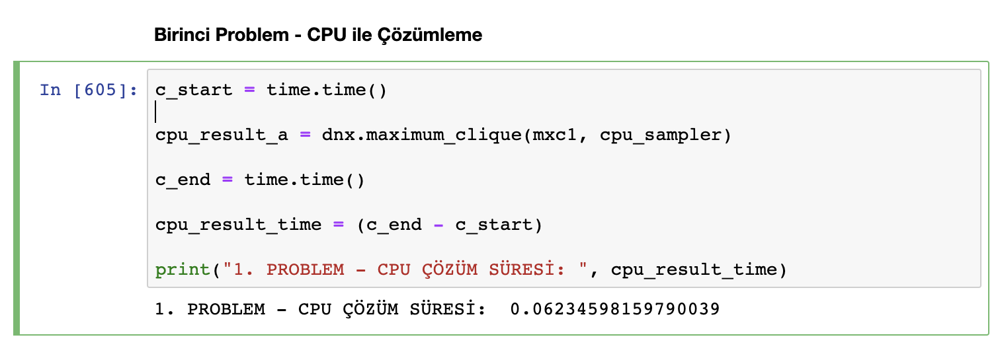 Birinci Problem - CPU ile Çözümleme
In [605]: c_start = time.time()
cpu_result_a = dnx.maximum_clique(mxc1, cpu_sampler)
c_end = time.time()
cpu_result_time = (c_end - c_start)
print("1. PROBLEM - CPU ÇÖZÜM SÜRESİ: ", cpu_result_time)
1. PROBLEM - CPU ÇÖZÜM SÜRESİ:  0.06234598159790039